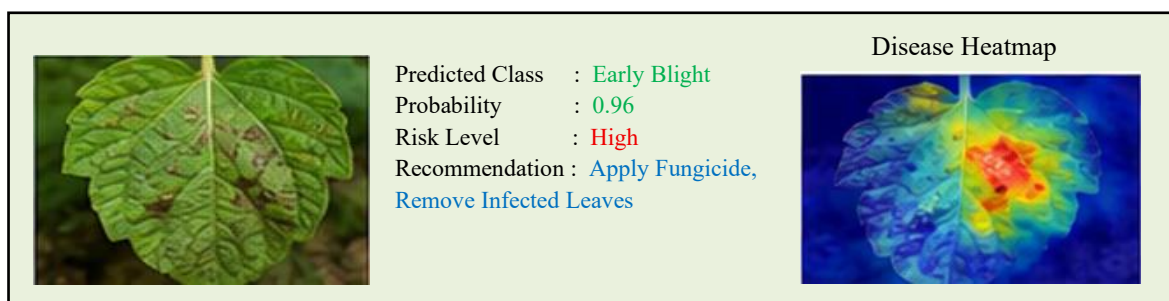 Disease Heatmap
Predicted Class : Early Blight
Probability : 0.96
Risk Level : High
Recommendation : Apply Fungicide,
Remove Infected Leaves